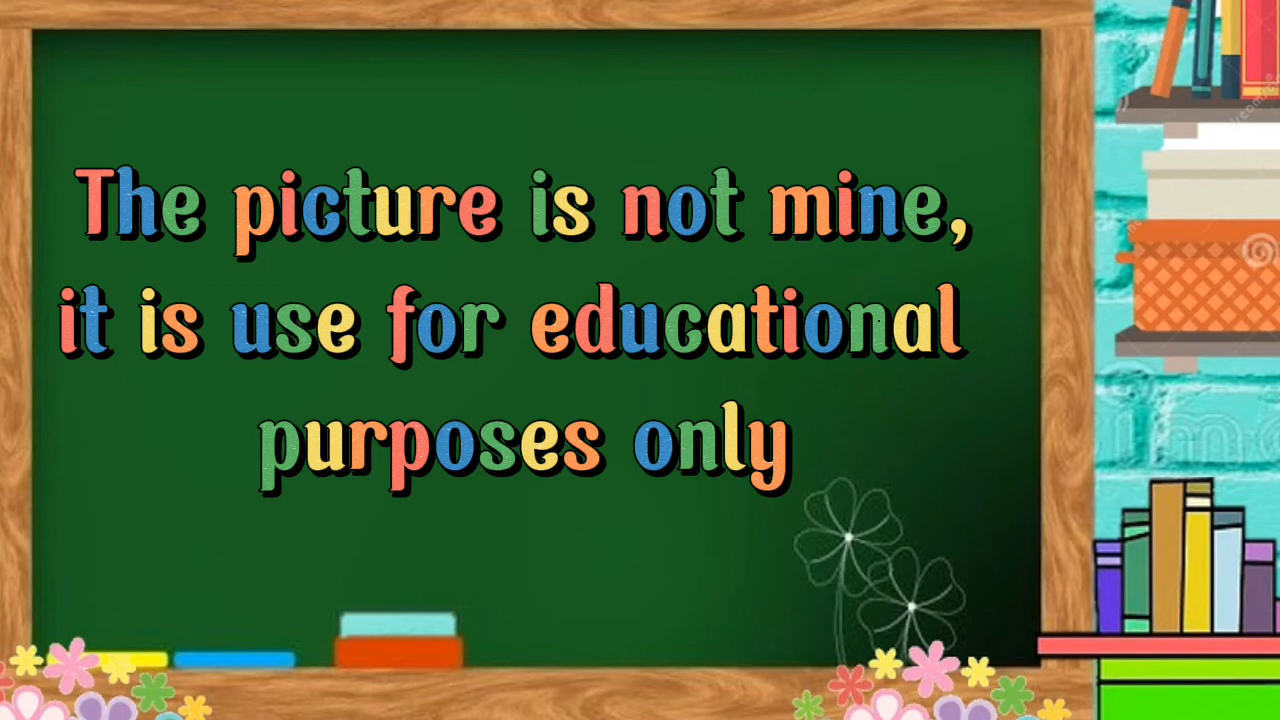 The picture is not mine,
it is use for educational
purposes only